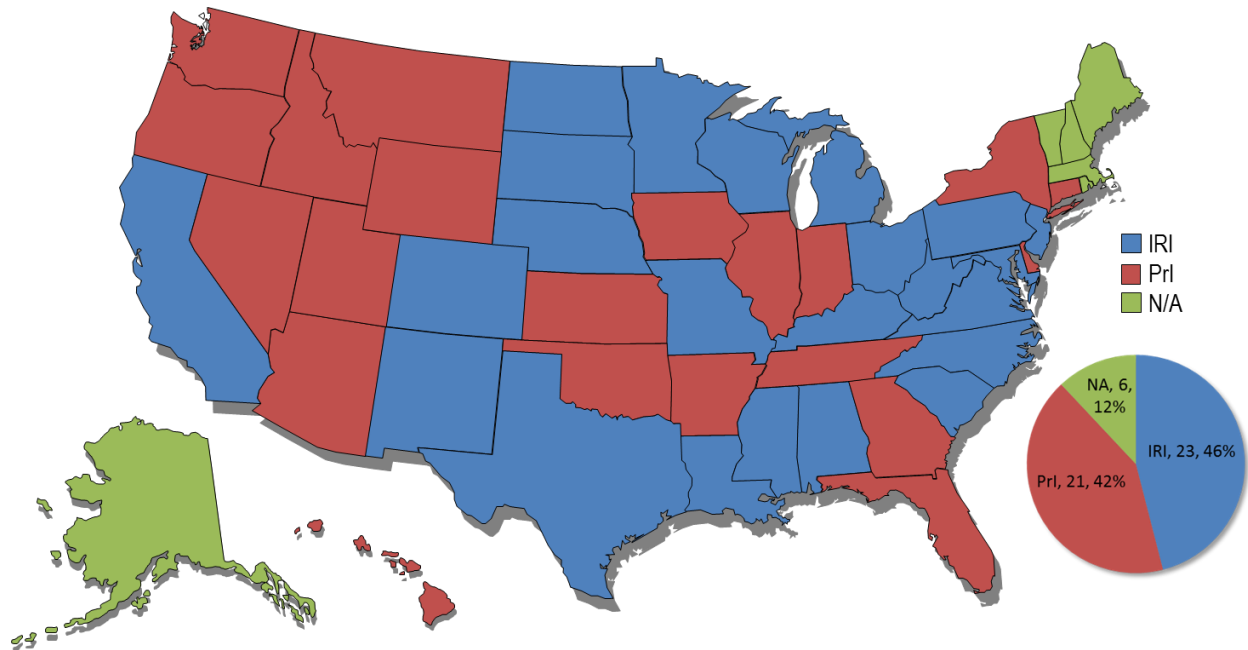 IRI
PrI
N/A
NA, 6,
12%
IRI, 23, 46%
PrI, 21, 42%